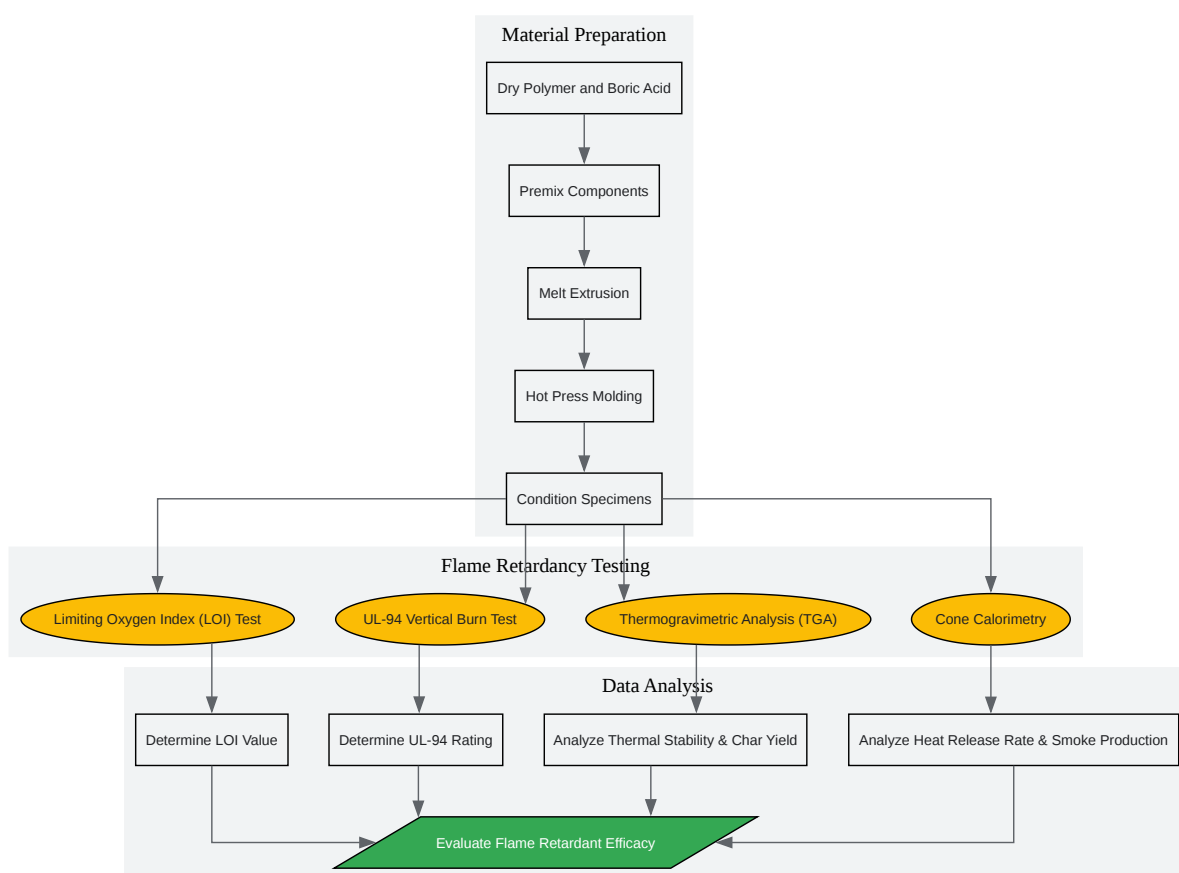 Material Preparation
Dry Polymer and Boric Acid
Premix Components
Melt Extrusion
Hot Press Molding
Condition Specimens
Flame Retardancy Testing
Limiting Oxygen Index (LOI) Test
UL-94 Vertical Burn Test
Thermogravimetric Analysis (TGA)
Cone Calorimetry
Data Analysis
Determine LOI Value
Determine UL-94 Rating
Analyze Thermal Stability & Char Yield
Analyze Heat Release Rate & Smoke Production
Evaluate Flame Retardant Efficacy